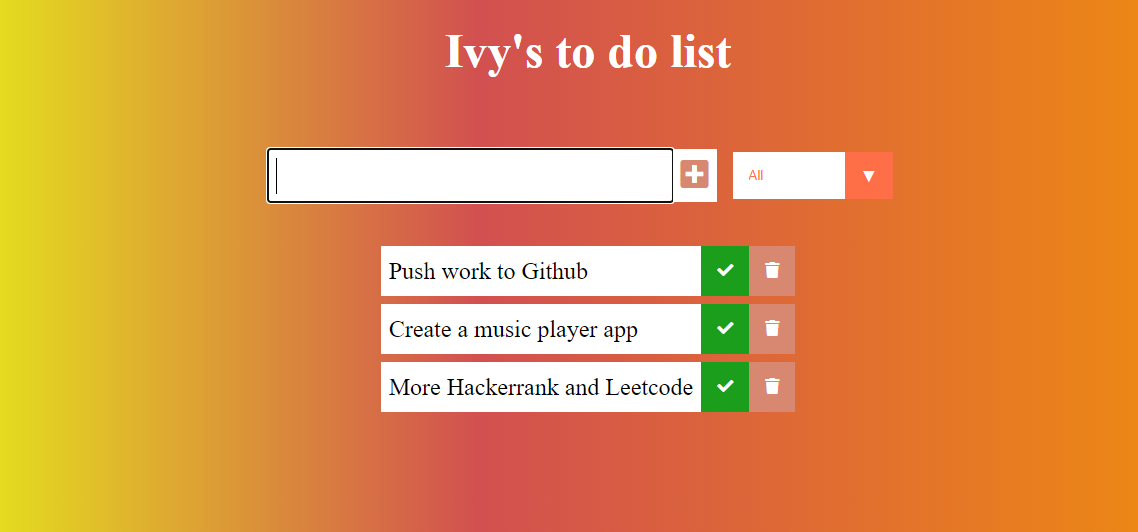 Ivy's to do list
All
Push work to Github
Create a music player app
More Hackerrank and Leetcode